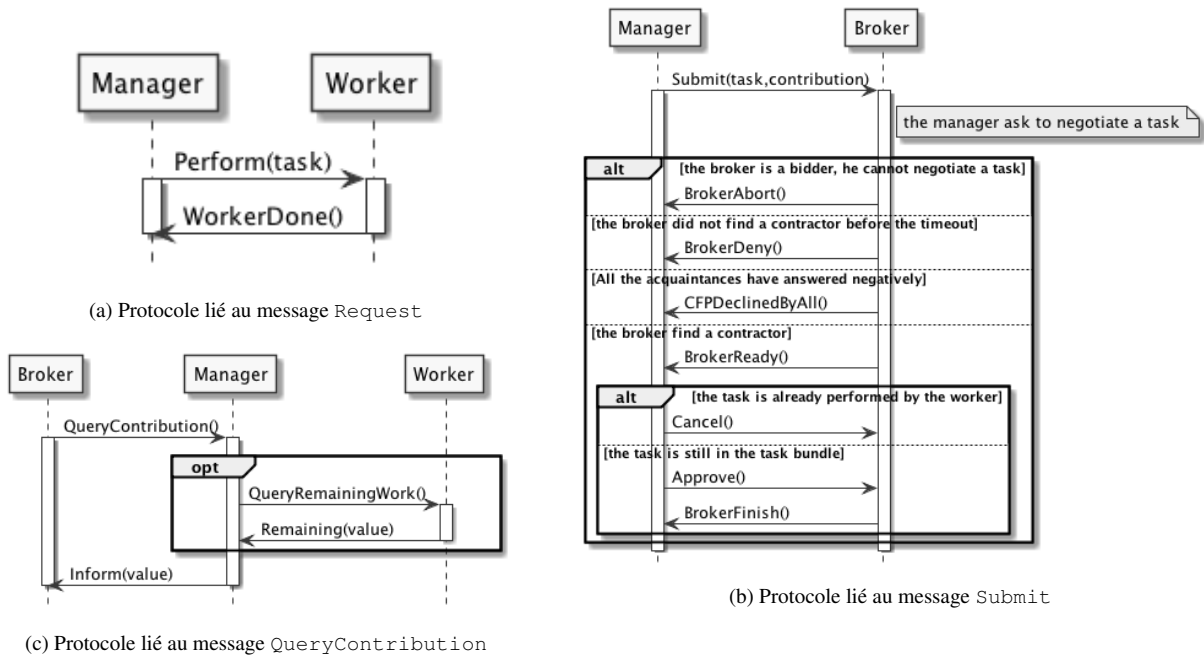 Manager Worker
Perform(task)
WorkerDone()
(a) Protocole lié au message Request
Broker Manager Worker
QueryContribution()
opt
QueryRemainingWork()
Remaining(value)
Inform(value)
(c) Protocole lié au message QueryContribution
Manager Broker
Submit(task,contribution)
the manager ask to negotiate a task
alt [the broker is a bidder, he cannot negotiate a task]
BrokerAbort()
[the broker did not find a contractor before the timeout]
BrokerDeny()
[All the acquaintances have answered negatively]
CFPDeclinedByAll()
[the broker find a contractor]
BrokerReady()
alt [the task is already performed by the worker]
Cancel()
[the task is still in the task bundle]
Approve()
BrokerFinish()
(b) Protocole lié au message Submit